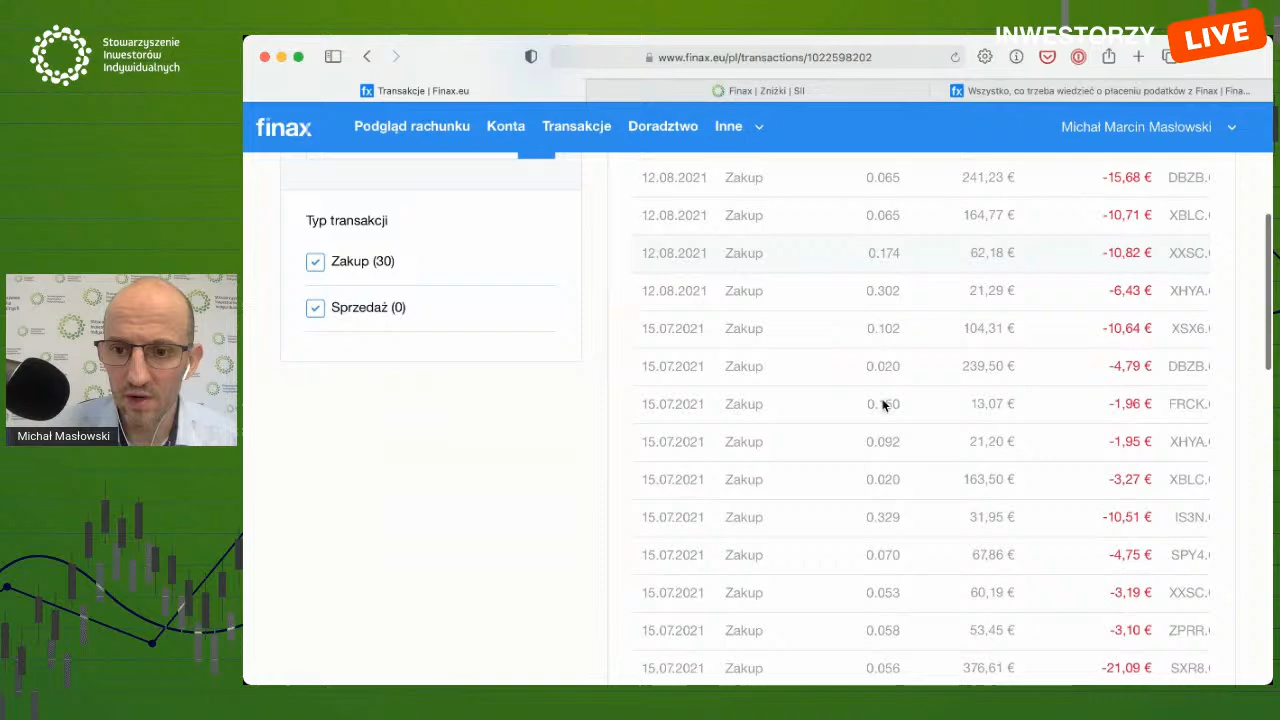 Stowarzyszenie
Inwestorów
Indywidualnych
INWESTORZY LIVE
www.finax.eu/pl/transactions/1022598202
Transakcje | Finax.eu
Finax | Zniżki | SII
Wszystko, co trzeba wiedzieć o płaceniu podatków z Finax | Fina...
finax
Podgląd rachunku Konta Transakcje Doradztwo Inne
Michał Marcin Masłowski
Typ transakcji
Zakup (30)
Sprzedaż (0)
12.08.2021 Zakup 0.065 241,23 € -15,68 € DBZB.
12.08.2021 Zakup 0.065 164,77 € -10,71 € XBLC.
12.08.2021 Zakup 0.174 62,18 € -10,82 € XXSC.
12.08.2021 Zakup 0.302 21,29 € -6,43 € XHYA.
15.07.2021 Zakup 0.102 104,31 € -10,64 € XSX6.
15.07.2021 Zakup 0.020 239,50 € -4,79 € DBZB.
15.07.2021 Zakup 13,07 € -1,96 € FRCK.
15.07.2021 Zakup 0.092 21,20 € -1,95 € XHYA.
15.07.2021 Zakup 0.020 163,50 € -3,27 € XBLC.
15.07.2021 Zakup 0.329 31,95 € -10,51 € IS3N.
15.07.2021 Zakup 0.070 67,86 € -4,75 € SPY4.
15.07.2021 Zakup 0.053 60,19 € -3,19 € XXSC.
15.07.2021 Zakup 0.058 53,45 € -3,10 € ZPRR.
15.07.2021 Zakup 0.056 376,61 € -21,09 € SXR8.
Michał Masłowski